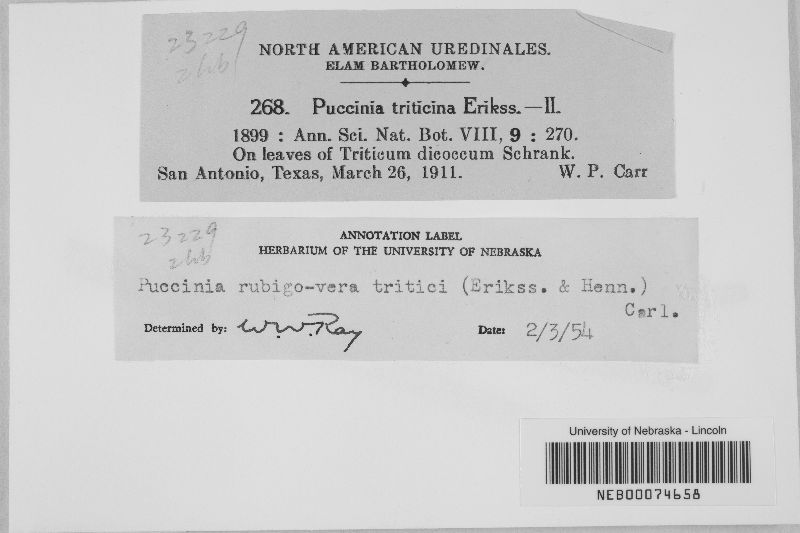 23229
2bb
NORTH AMERICAN UREDINALES.
ELAM BARTHOLOMEW.
268. Puccinia triticina Erikss.—II.
1899 : Ann. Sci. Nat. Bot. VIII, 9 : 270.
On leaves of Triticum dicoccum Schrank.
San Antonio, Texas, March 26, 1911. W. P. Carr
23229
2bb
ANNOTATION LABEL
HERBARIUM OF THE UNIVERSITY OF NEBRASKA
Puccinia rubigo-vera tritici (Erikss. & Henn.)
Carl.
Determined by: W.W. Ray Date: 2/3/54
University of Nebraska - Lincoln
NEB00074658